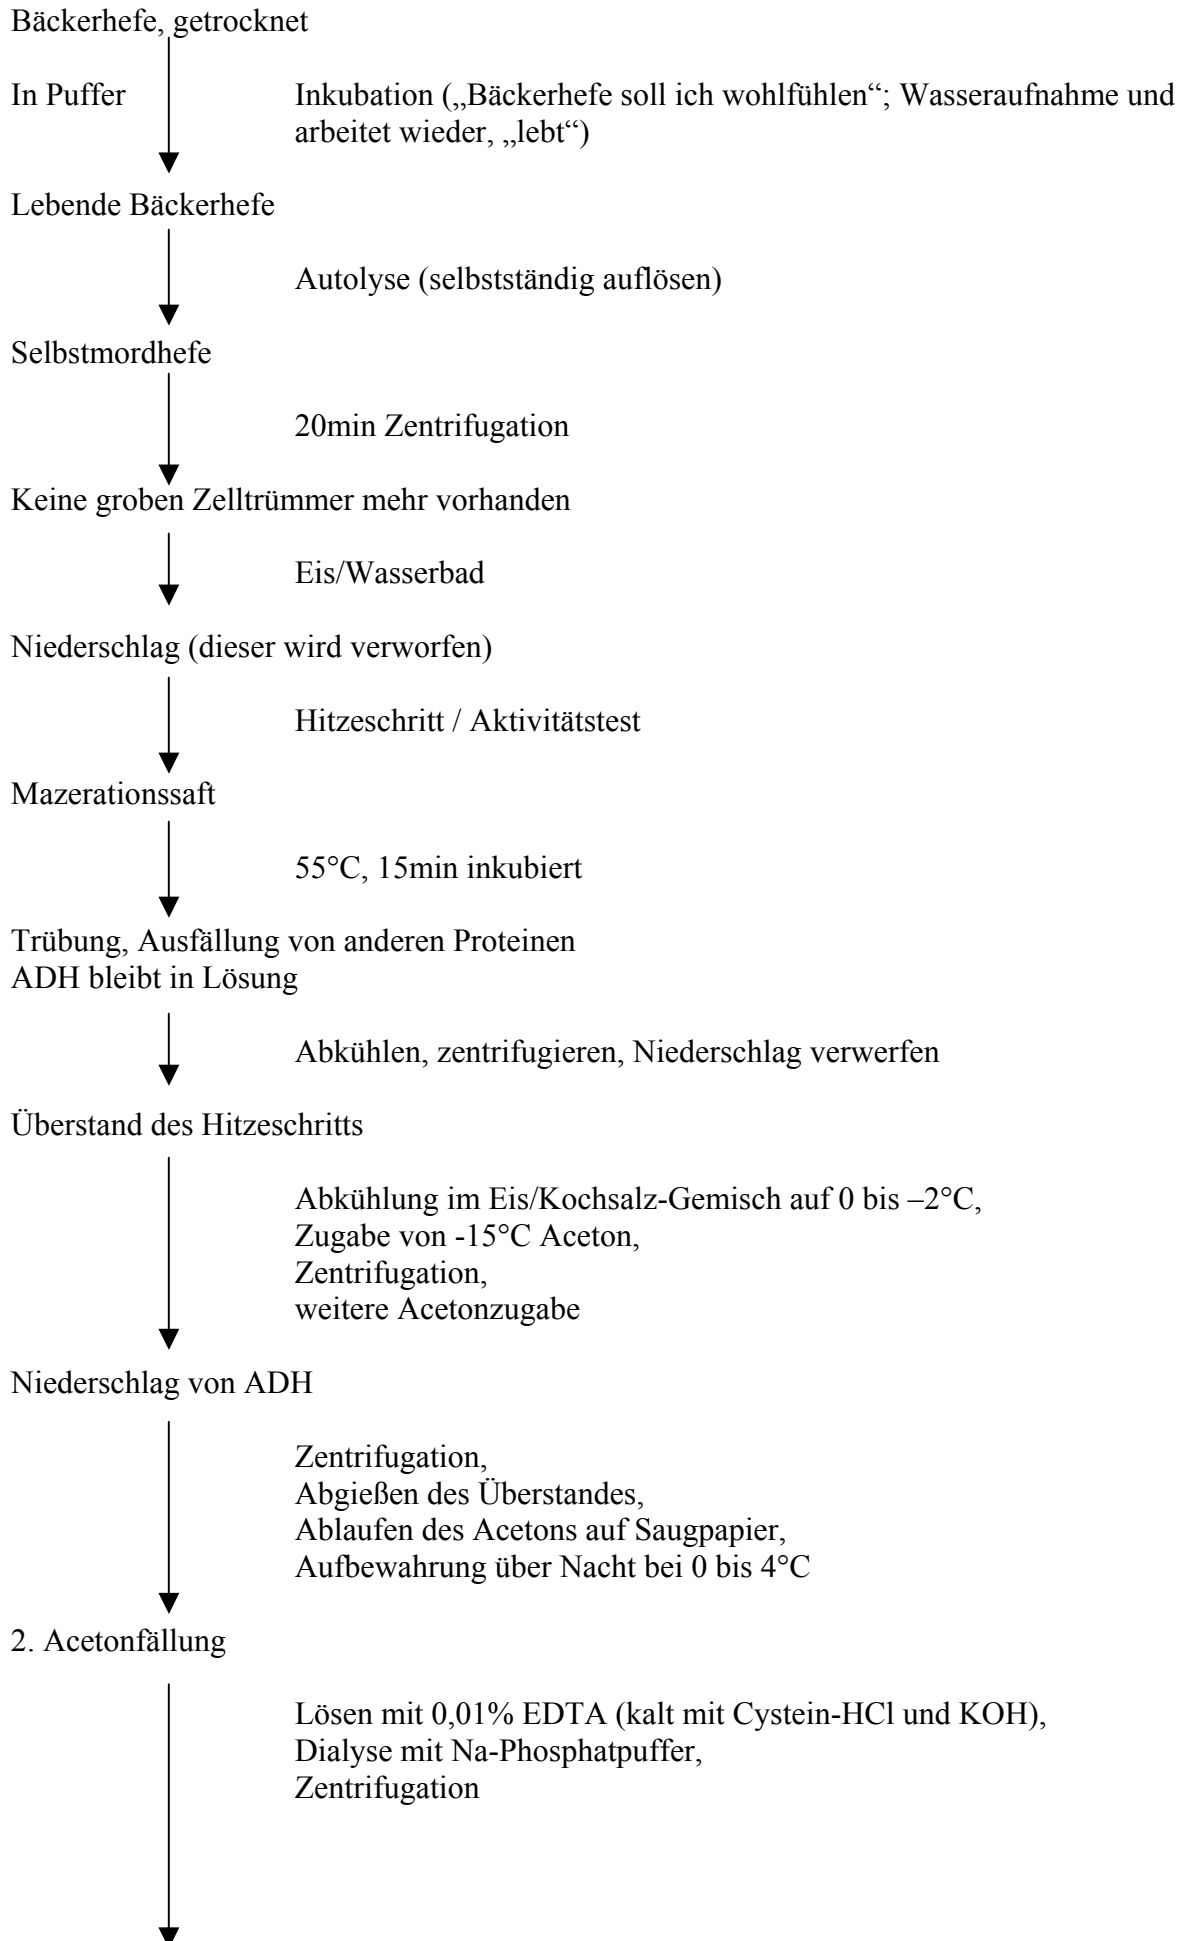 Bäckerhefe, getrocknet
In Puffer Inkubation („Bäckerhefe soll ich wohlfühlen“; Wasseraufnahme und
arbeitet wieder, „lebt“)
Lebende Bäckerhefe
Autolyse (selbstständig auflösen)
Selbstmordhefe
20min Zentrifugation
Keine groben Zelltrümmer mehr vorhanden
Eis/Wasserbad
Niederschlag (dieser wird verworfen)
Hitzeschritt / Aktivitätstest
Mazerationssaft
55°C, 15min inkubiert
Trübung, Ausfällung von anderen Proteinen
ADH bleibt in Lösung
Abkühlen, zentrifugieren, Niederschlag verwerfen
Überstand des Hitzeschritts
Abkühlung im Eis/Kochsalz-Gemisch auf 0 bis –2°C,
Zugabe von -15°C Aceton,
Zentrifugation,
weitere Acetonzugabe
Niederschlag von ADH
Zentrifugation,
Abgießen des Überstandes,
Ablaufen des Acetons auf Saugpapier,
Aufbewahrung über Nacht bei 0 bis 4°C
2. Acetonfällung
Lösen mit 0,01% EDTA (kalt mit Cystein-HCl und KOH),
Dialyse mit Na-Phosphatpuffer,
Zentrifugation